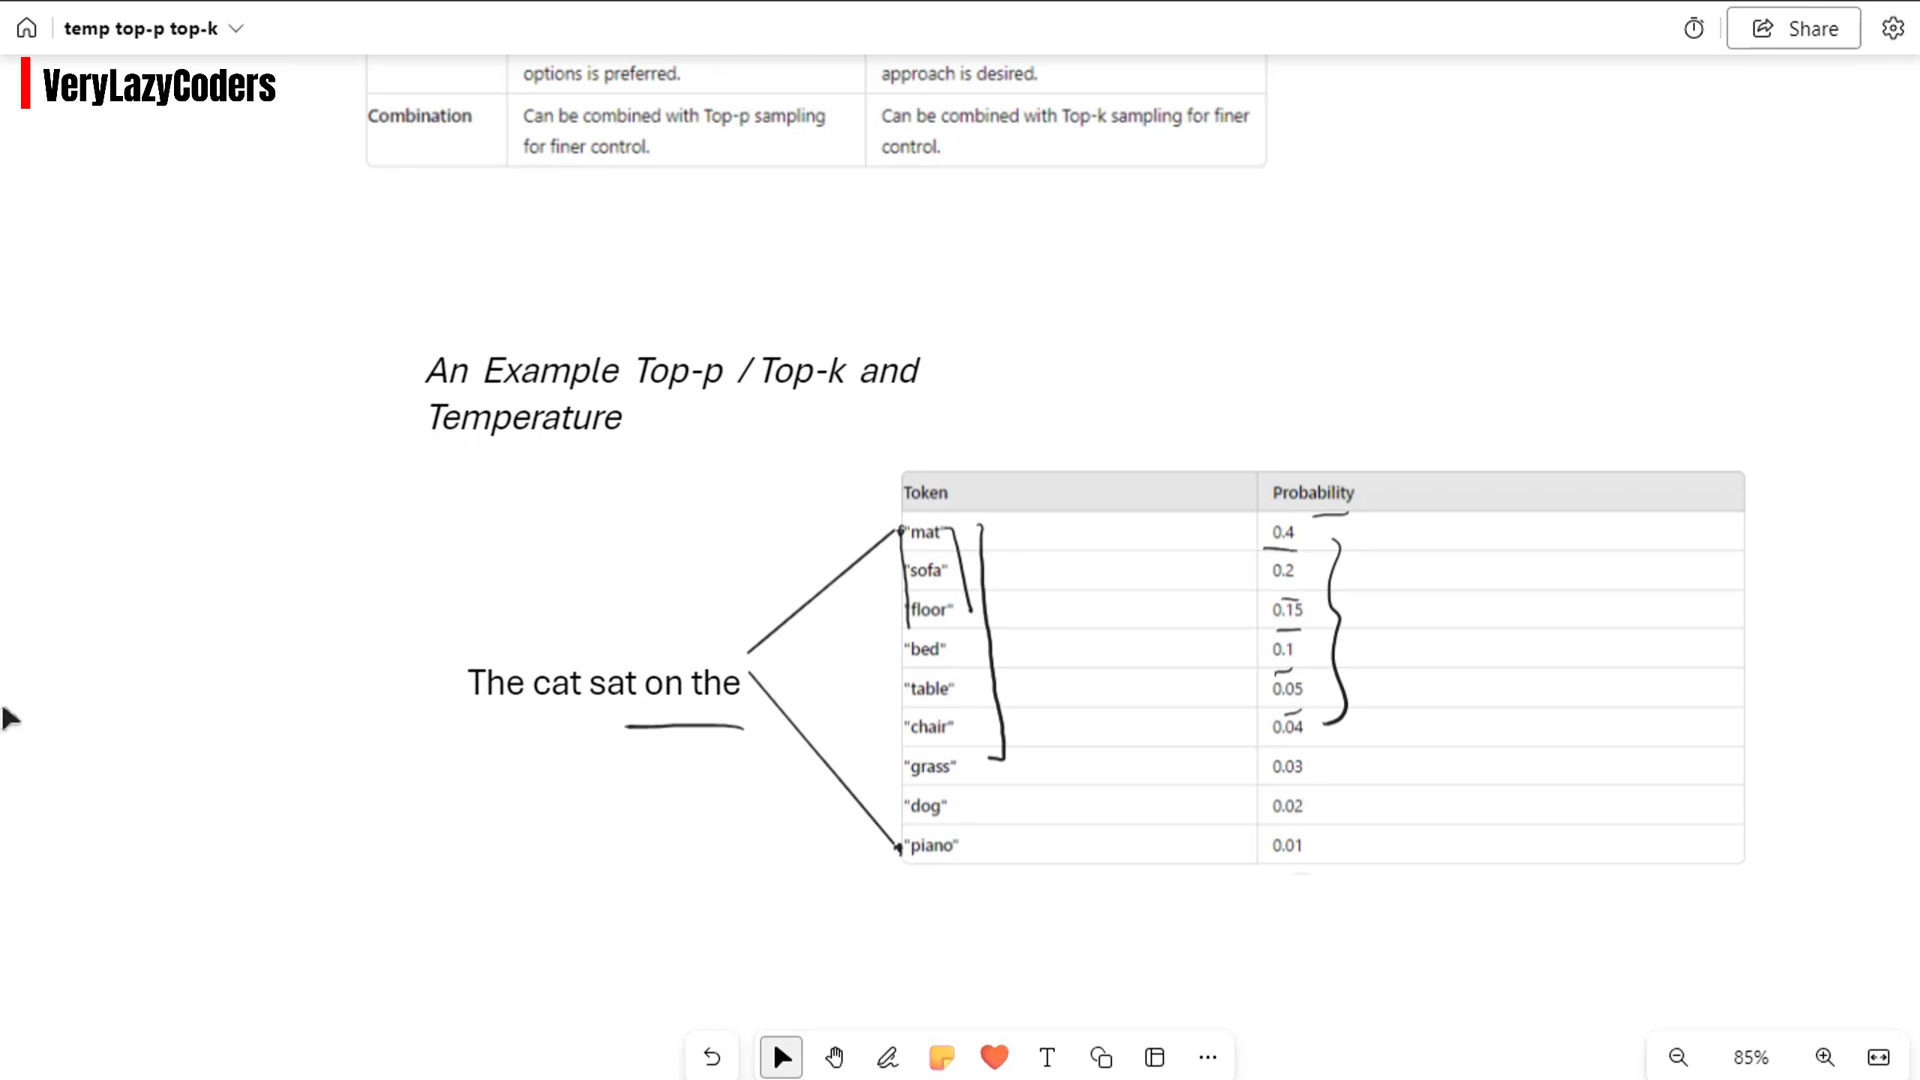 temp top-p top-k
Share
VeryLazyCoders
options is preferred.
approach is desired.
Combination
Can be combined with Top-p sampling
for finer control.
Can be combined with Top-k sampling for finer
control.
An Example Top-p / Top-k and
Temperature
Token Probability
"mat" 0.4
"sofa" 0.2
"floor" 0.15
"bed" 0.1
"table" 0.05
"chair" 0.04
"grass" 0.03
"dog" 0.02
"piano" 0.01
The cat sat on the
T
85%